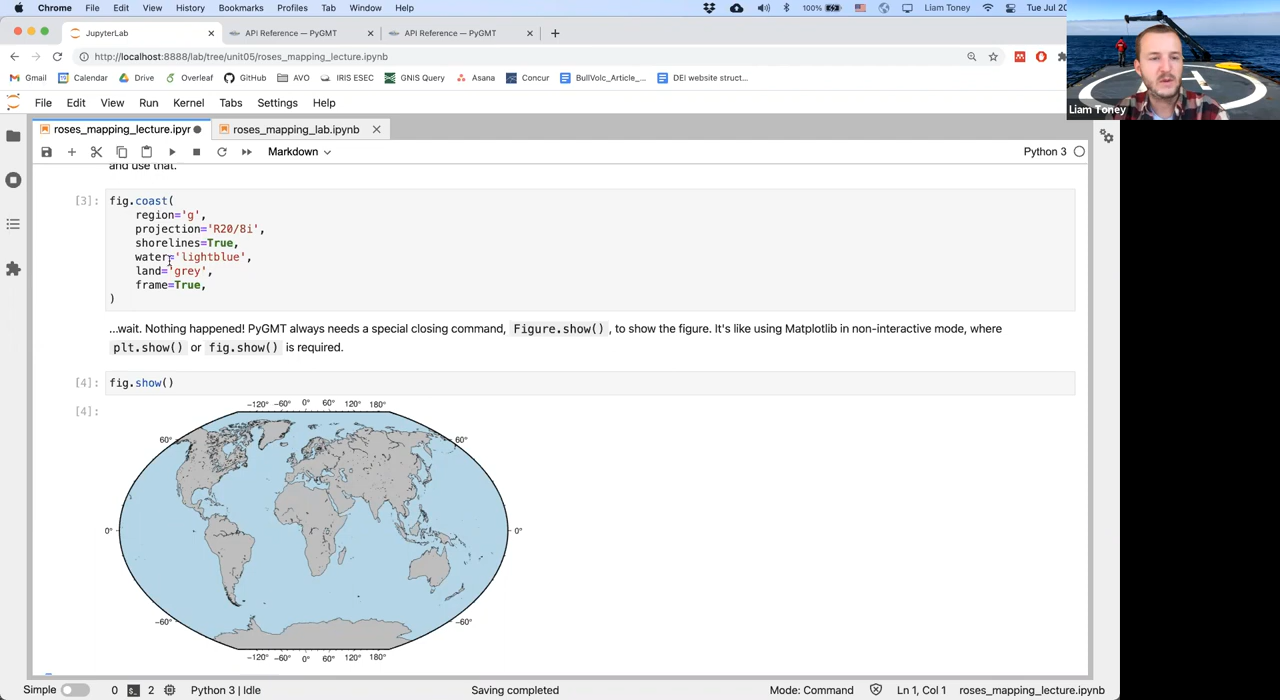 Chrome File Edit View History Bookmarks Profiles Tab Window Help 100% Liam Toney Tue Jul 20
JupyterLab API Reference — PyGMT API Reference — PyGMT
http://localhost:8888/lab/tree/unit05/roses_mapping_lecture.ipynb
Gmail Calendar Drive Overleaf GitHub AVO IRIS ESEC GNIS Query Asana Concur BullVolc_Article_... DEI website struct...
Liam Toney
File Edit View Run Kernel Tabs Settings Help
roses_mapping_lecture.ipyr roses_mapping_lab.ipynb
Markdown Python 3
and use that.
[3]: fig.coast(
region='g',
projection='R20/8i',
shorelines=True,
water='lightblue',
land='grey',
frame=True,
)
...wait. Nothing happened! PyGMT always needs a special closing command, Figure.show(), to show the figure. It's like using Matplotlib in non-interactive mode, where
plt.show() or fig.show() is required.
[4]: fig.show()
[4]:
−120° −60° 0° 60° 120° 180°
60° 60°
0° 0°
−60° −60°
−120° −60° 0° 60° 120° 180°
Simple 0 2 Python 3 | Idle Saving completed Mode: Command Ln 1, Col 1 roses_mapping_lecture.ipynb